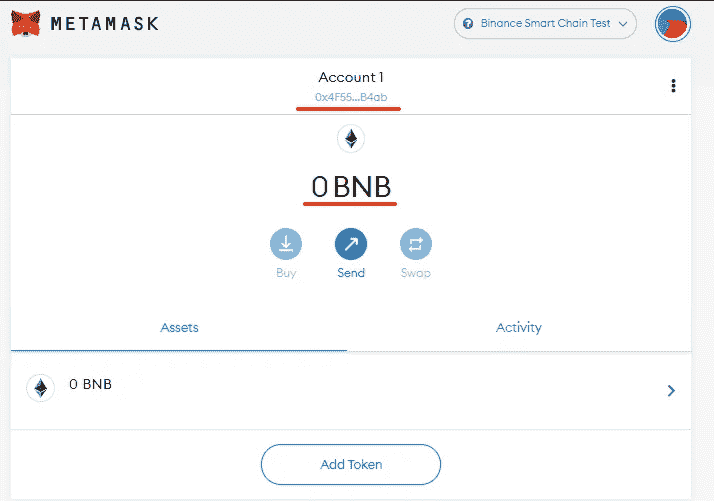 METAMASK
Binance Smart Chain Test
Account 1
0x4F55...B4ab
0 BNB
Buy
Send
Swap
Assets
Activity
0 BNB
Add Token